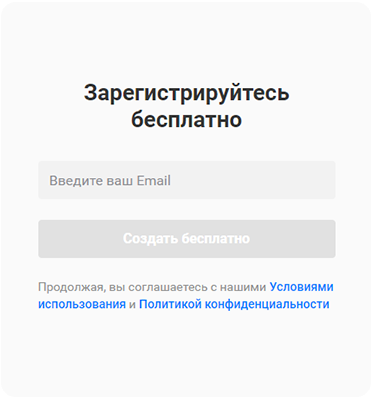 Зарегистрируйтесь
бесплатно
Введите ваш Email
Создать бесплатно
Продолжая, вы соглашаетесь с нашими Условиями
использования и Политикой конфиденциальности